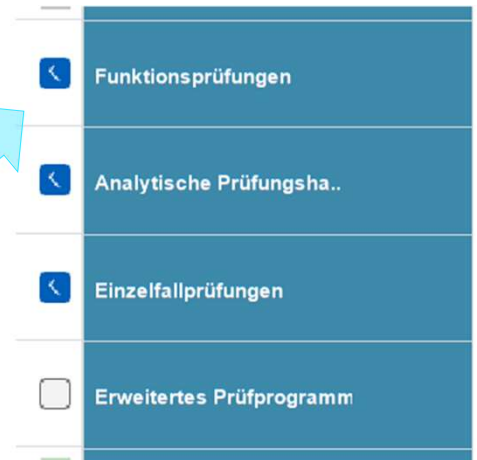 Funktionsprüfungen
Analytische Prüfungsha..
Einzelfallprüfungen
Erweitertes Prüfprogramm